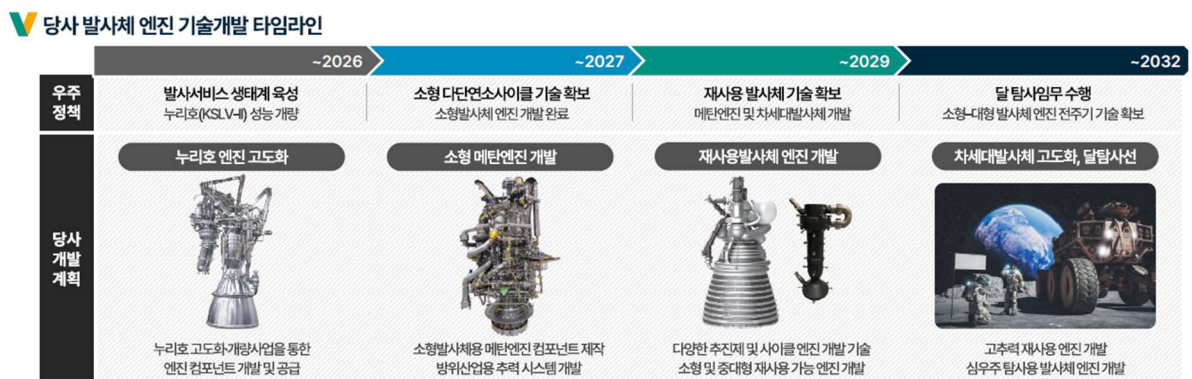 당사 발사체 엔진 기술개발 타임라인
~2026
~2027
~2029
~2032
우주
정책
발사서비스 생태계 육성
누리호(KSLV-II) 성능 개량
소형 다단연소사이클 기술 확보
소형발사체 엔진 개발 완료
재사용 발사체 기술 확보
메탄엔진 및 차세대발사체 개발
달 탐사임무 수행
소형-대형 발사체 엔진 전주기 기술 확보
당사
개발
계획
누리호 엔진 고도화
소형 메탄엔진 개발
재사용발사체 엔진 개발
차세대발사체 고도화, 달탐사선
누리호 고도화·개량사업을 통한
엔진 컴포넌트 개발 및 공급
소형발사체용 메탄엔진 컴포넌트 제작
방위산업용 추력 시스템 개발
다양한 추진제 및 사이클 엔진 개발 기술
소형 및 중대형 재사용 가능 엔진 개발
고추력 재사용 엔진 개발
심우주 탐사용 발사체 엔진 개발